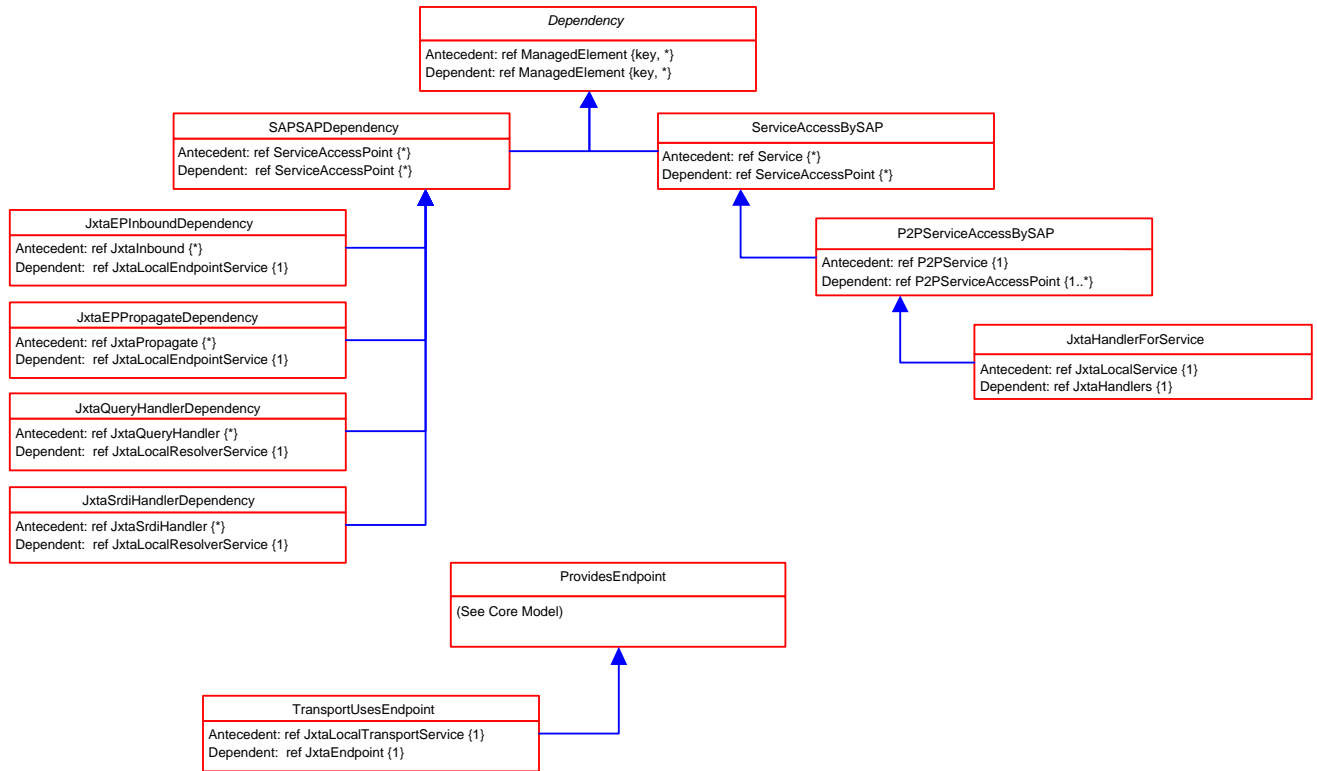 Dependency
Antecedent: ref ManagedElement {key, *}
Dependent: ref ManagedElement {key, *}
SAPSAPDependency
Antecedent: ref ServiceAccessPoint {*}
Dependent:  ref ServiceAccessPoint {*}
ServiceAccessBySAP
Antecedent: ref Service {*}
Dependent: ref ServiceAccessPoint {*}
JxtaEPInboundDependency
Antecedent: ref JxtaInbound {*}
Dependent:  ref JxtaLocalEndpointService {1}
P2PServiceAccessBySAP
Antecedent: ref P2PService {1}
Dependent: ref P2PServiceAccessPoint {1..*}
JxtaEPPropagateDependency
Antecedent: ref JxtaPropagate {*}
Dependent:  ref JxtaLocalEndpointService {1}
JxtaHandlerForService
Antecedent: ref JxtaLocalService {1}
Dependent: ref JxtaHandlers {1}
JxtaQueryHandlerDependency
Antecedent: ref JxtaQueryHandler {*}
Dependent:  ref JxtaLocalResolverService {1}
JxtaSrdiHandlerDependency
Antecedent: ref JxtaSrdiHandler {*}
Dependent:  ref JxtaLocalResolverService {1}
ProvidesEndpoint
(See Core Model)
TransportUsesEndpoint
Antecedent: ref JxtaLocalTransportService {1}
Dependent:  ref JxtaEndpoint {1}